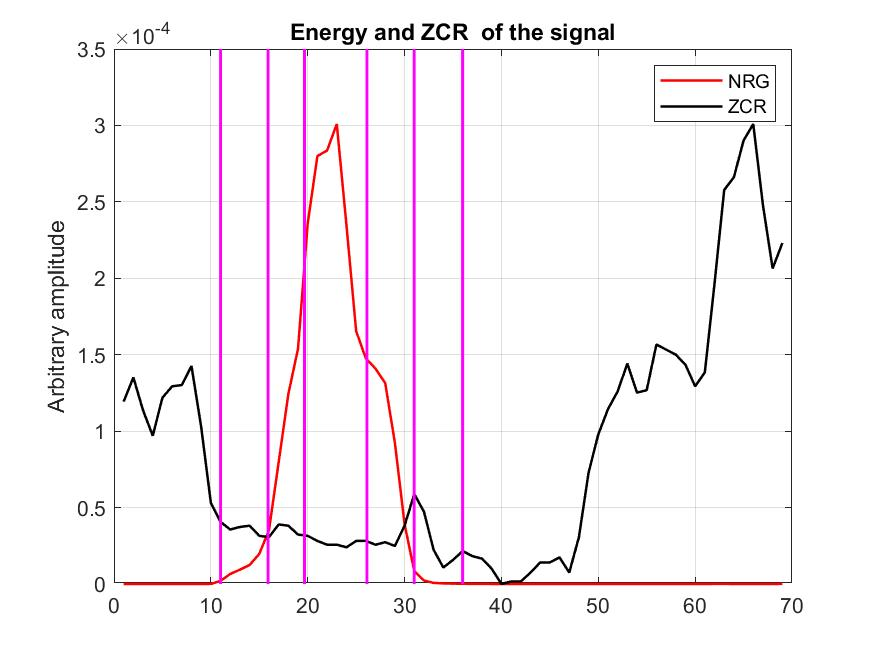 ×10⁻⁴
Energy and ZCR of the signal
NRG
ZCR
Arbitrary amplitude
3.5
3
2.5
2
1.5
1
0.5
0
0 10 20 30 40 50 60 70